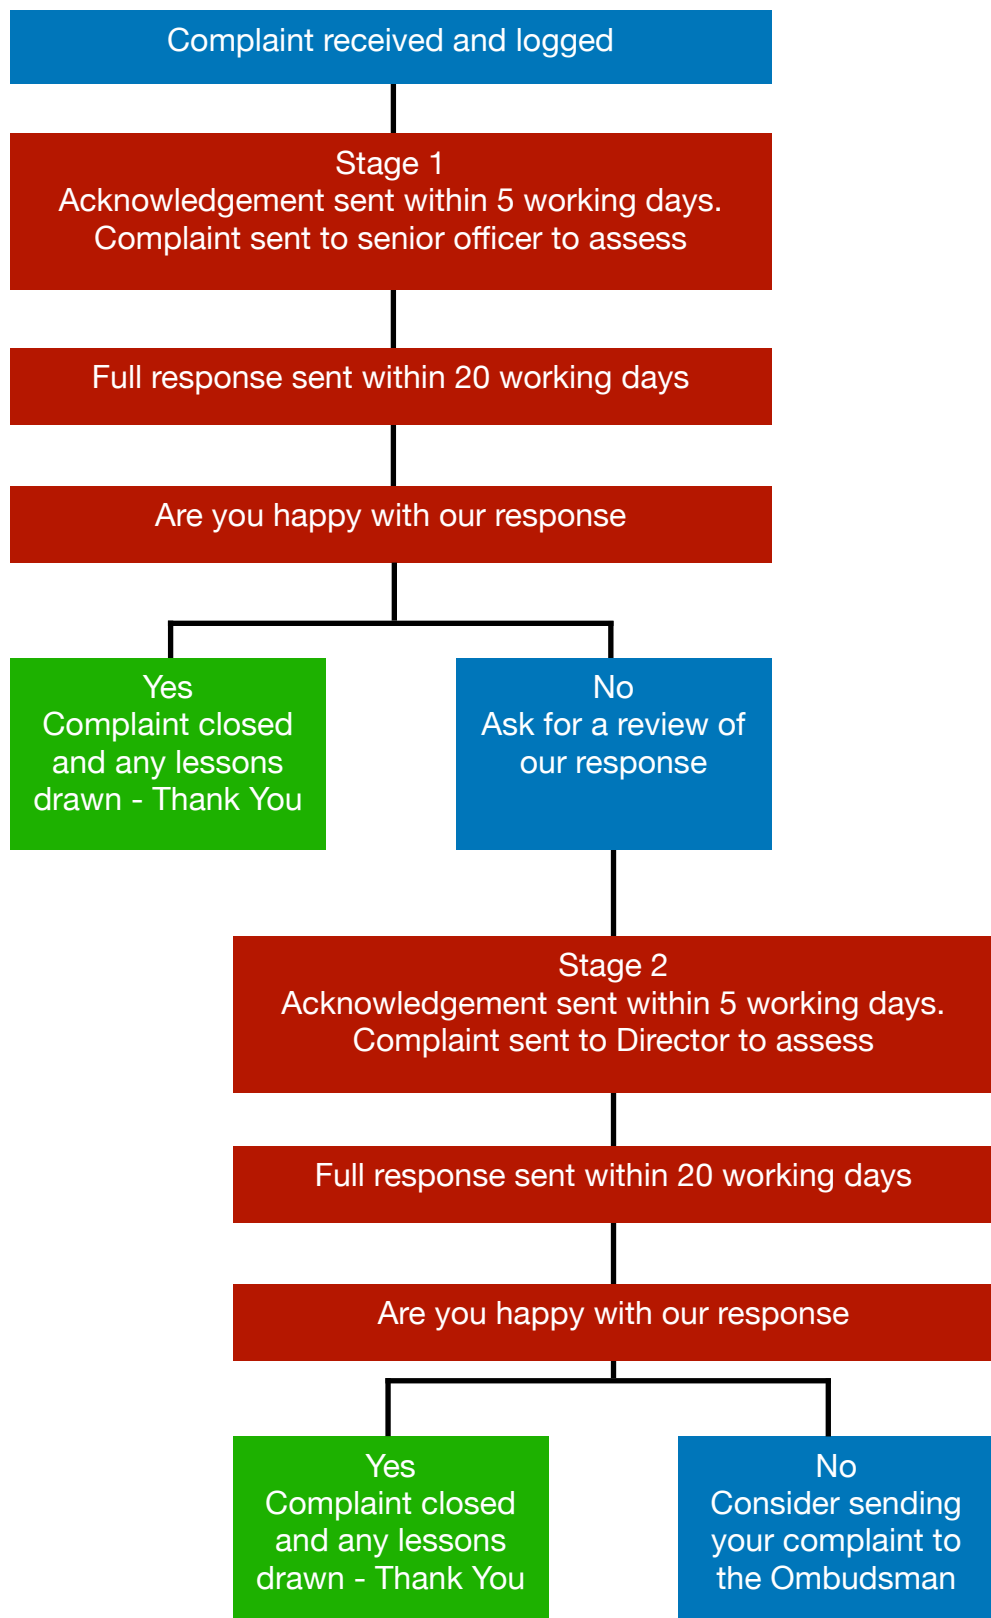 Complaint received and logged
Stage 1
Acknowledgement sent within 5 working days.
Complaint sent to senior officer to assess
Full response sent within 20 working days
Are you happy with our response
Yes
Complaint closed
and any lessons
drawn - Thank You
No
Ask for a review of
our response
Stage 2
Acknowledgement sent within 5 working days.
Complaint sent to Director to assess
Full response sent within 20 working days
Are you happy with our response
Yes
Complaint closed
and any lessons
drawn - Thank You
No
Consider sending
your complaint to
the Ombudsman